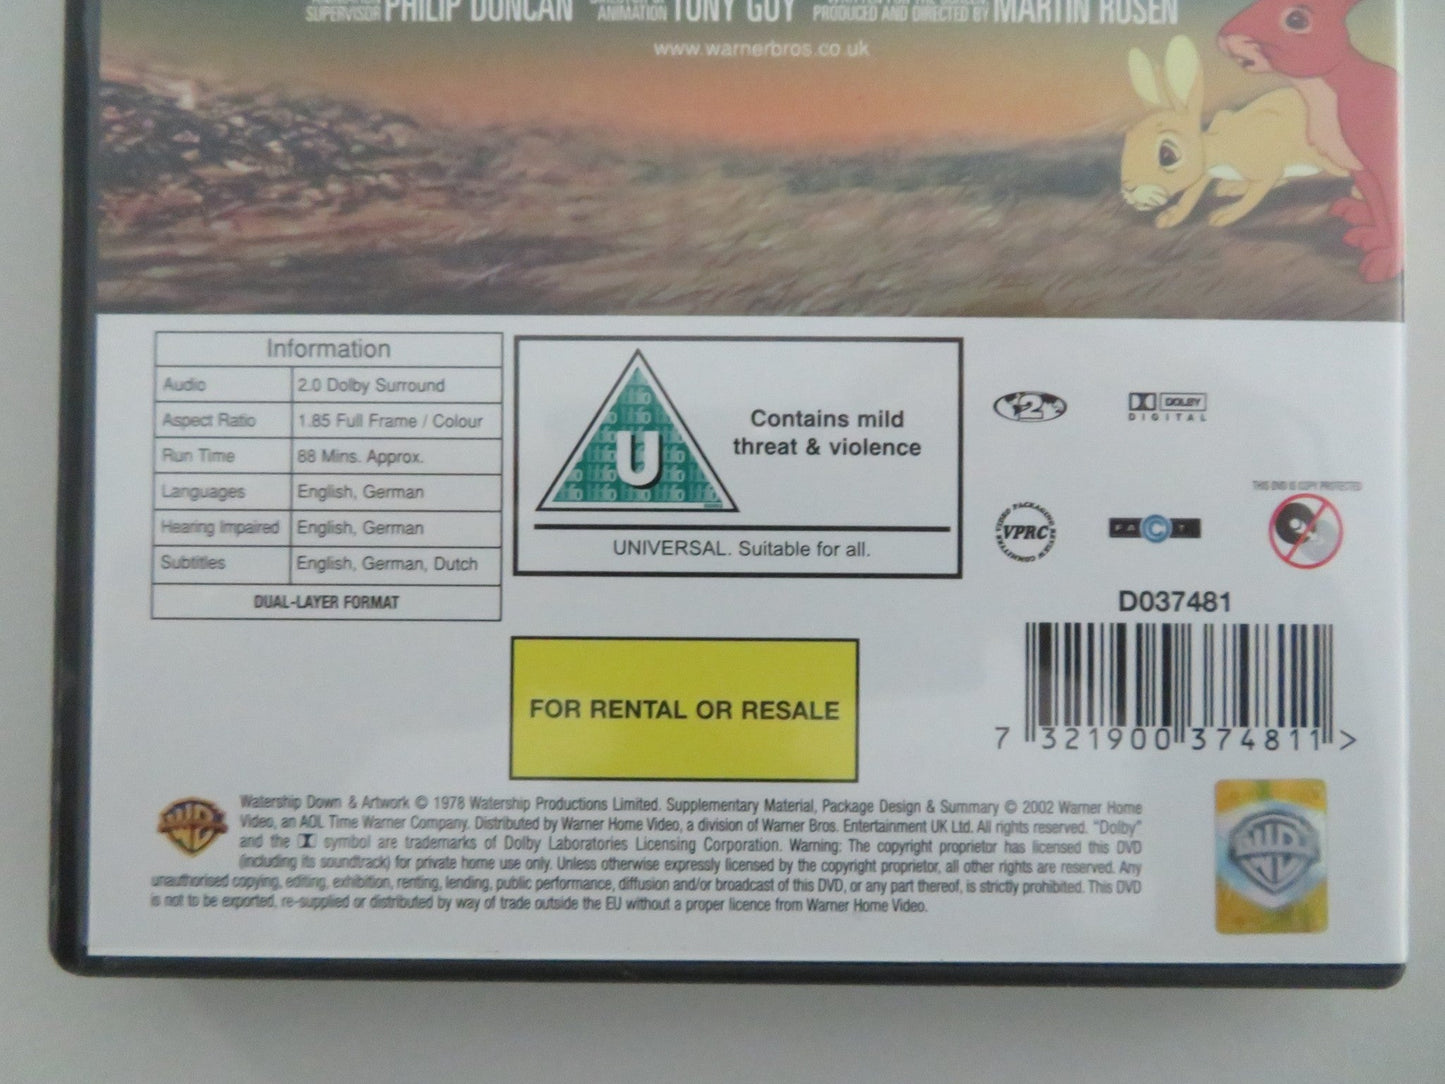 SUPERVISOR PHILIP DUNCAN ANIMATION TONY GUY PRODUCED AND DIRECTED BY MARTIN ROSEN
www.warnerbros.co.uk
Information
Audio 2.0 Dolby Surround
Aspect Ratio 1.85 Full Frame / Colour
Run Time 88 Mins. Approx.
Languages English, German
Hearing Impaired English, German
Subtitles English, German, Dutch
DUAL-LAYER FORMAT
U
Contains mild
threat & violence
UNIVERSAL. Suitable for all.
2
DOLBY
DIGITAL
VIDEO PACKAGING REVIEW COMMITTEE
VPRC
FACT
THIS DVD IS COPY PROTECTED
D037481
7 321900 374811 >
FOR RENTAL OR RESALE
Watership Down & Artwork © 1978 Watership Productions Limited. Supplementary Material, Package Design & Summary © 2002 Warner Home
Video, an AOL Time Warner Company. Distributed by Warner Home Video, a division of Warner Bros. Entertainment UK Ltd. All rights reserved. "Dolby"
and the symbol are trademarks of Dolby Laboratories Licensing Corporation. Warning: The copyright proprietor has licensed this DVD
(including its soundtrack) for private home use only. Unless otherwise expressly licensed by the copyright proprietor, all other rights are reserved. Any
unauthorised copying, editing, exhibition, renting, lending, public performance, diffusion and/or broadcast of this DVD, or any part thereof, is strictly prohibited. This DVD
is not to be exported, re-supplied or distributed by way of trade outside the EU without a proper licence from Warner Home Video.